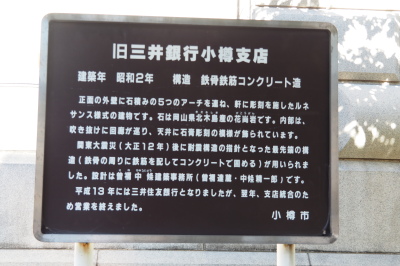 旧三井銀行小樽支店
建築年 昭和2年 構造 鉄骨鉄筋コンクリート造
正面の外壁に石積みの5つのアーチを連ね、軒に彫刻を施したルネ
サンス様式の建物です。石は岡山県北木島産の花崗岩です。内部は、
吹き抜けに回廊が巡り、天井に石膏彫刻の模様が飾られています。
関東大震災(大正12年)後に耐震構造の指針となった最先端の構
造(鉄骨の周りに鉄筋を配してコンクリートで固める)が用いられま
した。設計は曽禰中條建築事務所(曽禰達蔵・中條精一郎)です。
平成13年には三井住友銀行となりましたが、翌年、支店統合のた
め営業を終えました。
小樽市